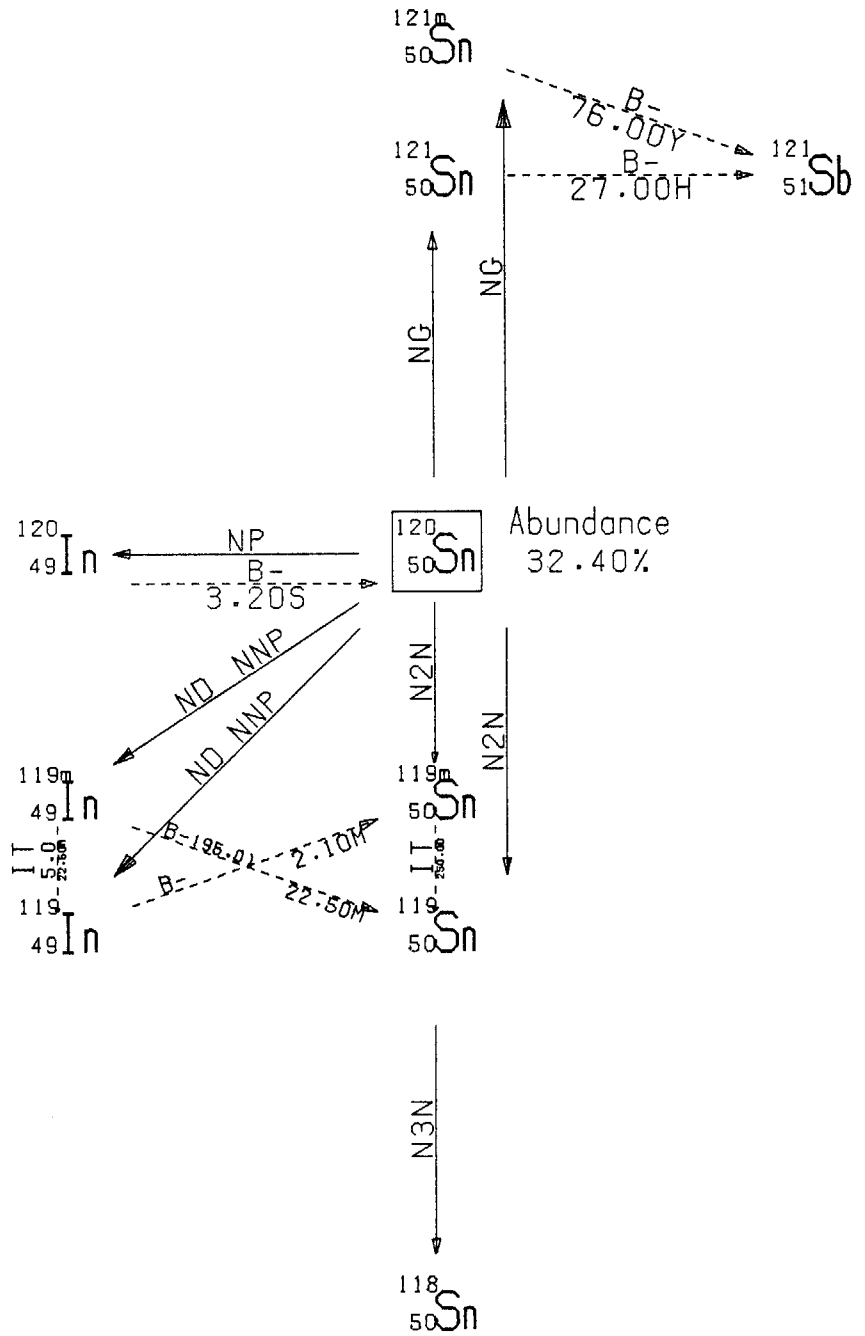 121m
50Sn
B-
76.00Y
121
50Sn
B-
27.00H
121
51Sb
NG
NG
120
49In
NP
B-
3.20S
120
50Sn
Abundance
32.40%
ND NNP
ND NNP
N2N
N2N
119m
49In
119m
50Sn
IT
5.0
B-
2.10M
B-
22.50M
IT
119
49In
119
50Sn
N3N
118
50Sn